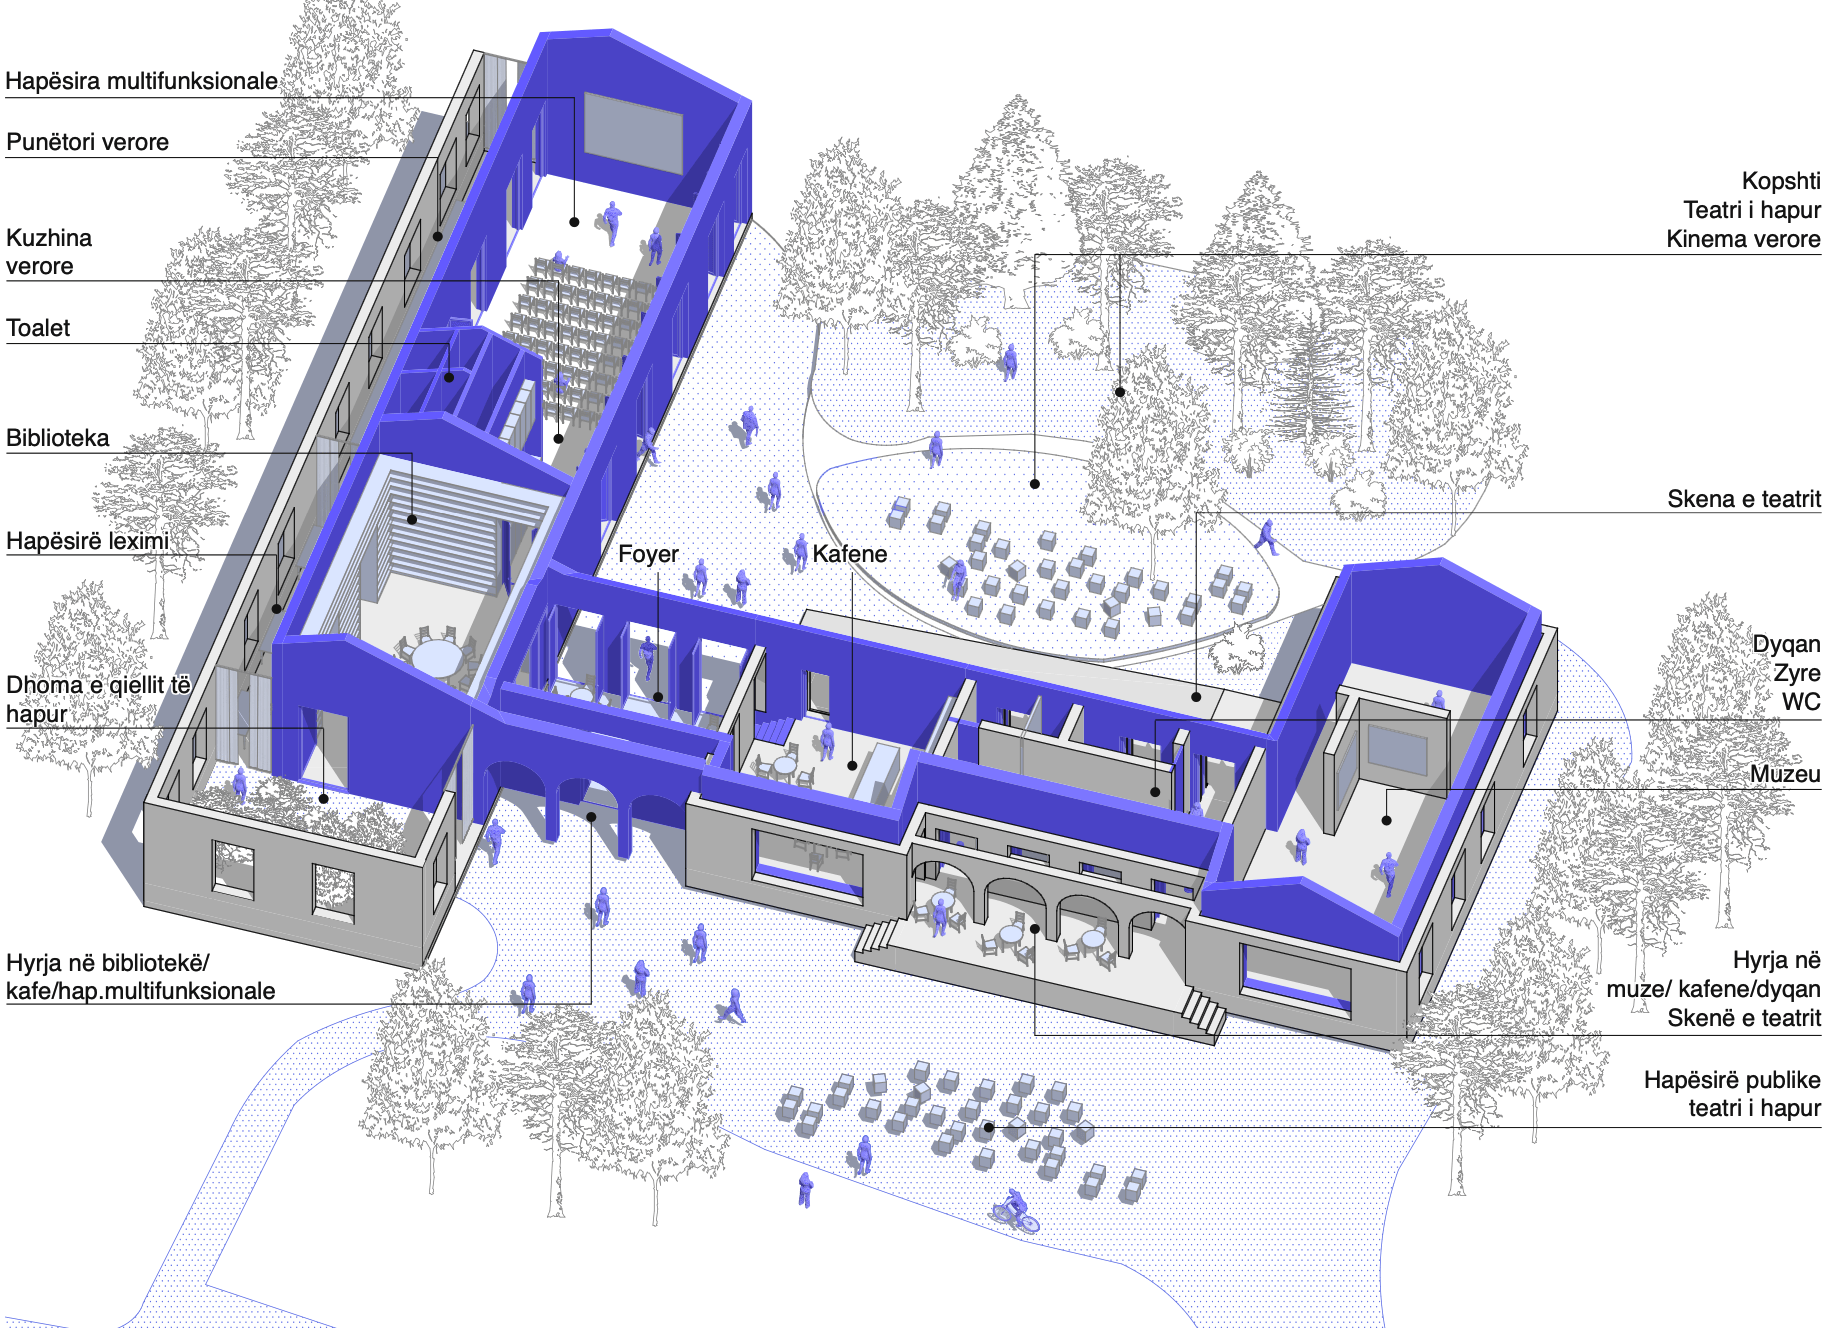 Hapësira multifunksionale
Punëtori verore
Kuzhina
verore
Toalet
Biblioteka
Hapësirë leximi
Dhoma e qiellit të
hapur
Hyrja në bibliotekë/
kafe/hap.multifunksionale
Foyer
Kafene
Kopshti
Teatri i hapur
Kinema verore
Skena e teatrit
Dyqan
Zyre
WC
Muzeu
Hyrja në
muze/ kafene/dyqan
Skenë e teatrit
Hapësirë publike
teatri i hapur